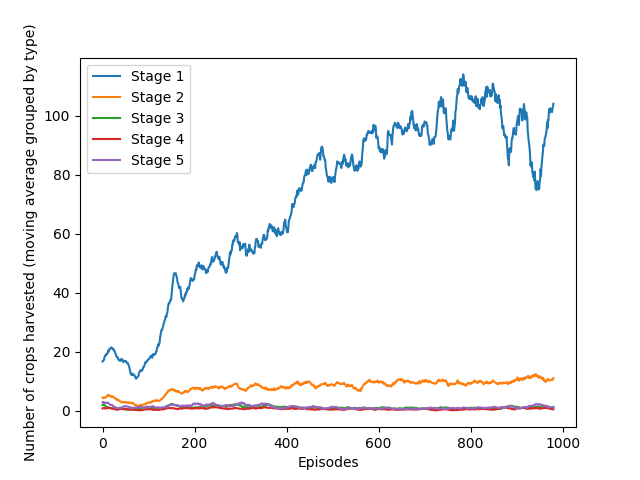 Number of crops harvested (moving average grouped by type)
Stage 1
Stage 2
Stage 3
Stage 4
Stage 5
100
80
60
40
20
0
0 200 400 600 800 1000
Episodes